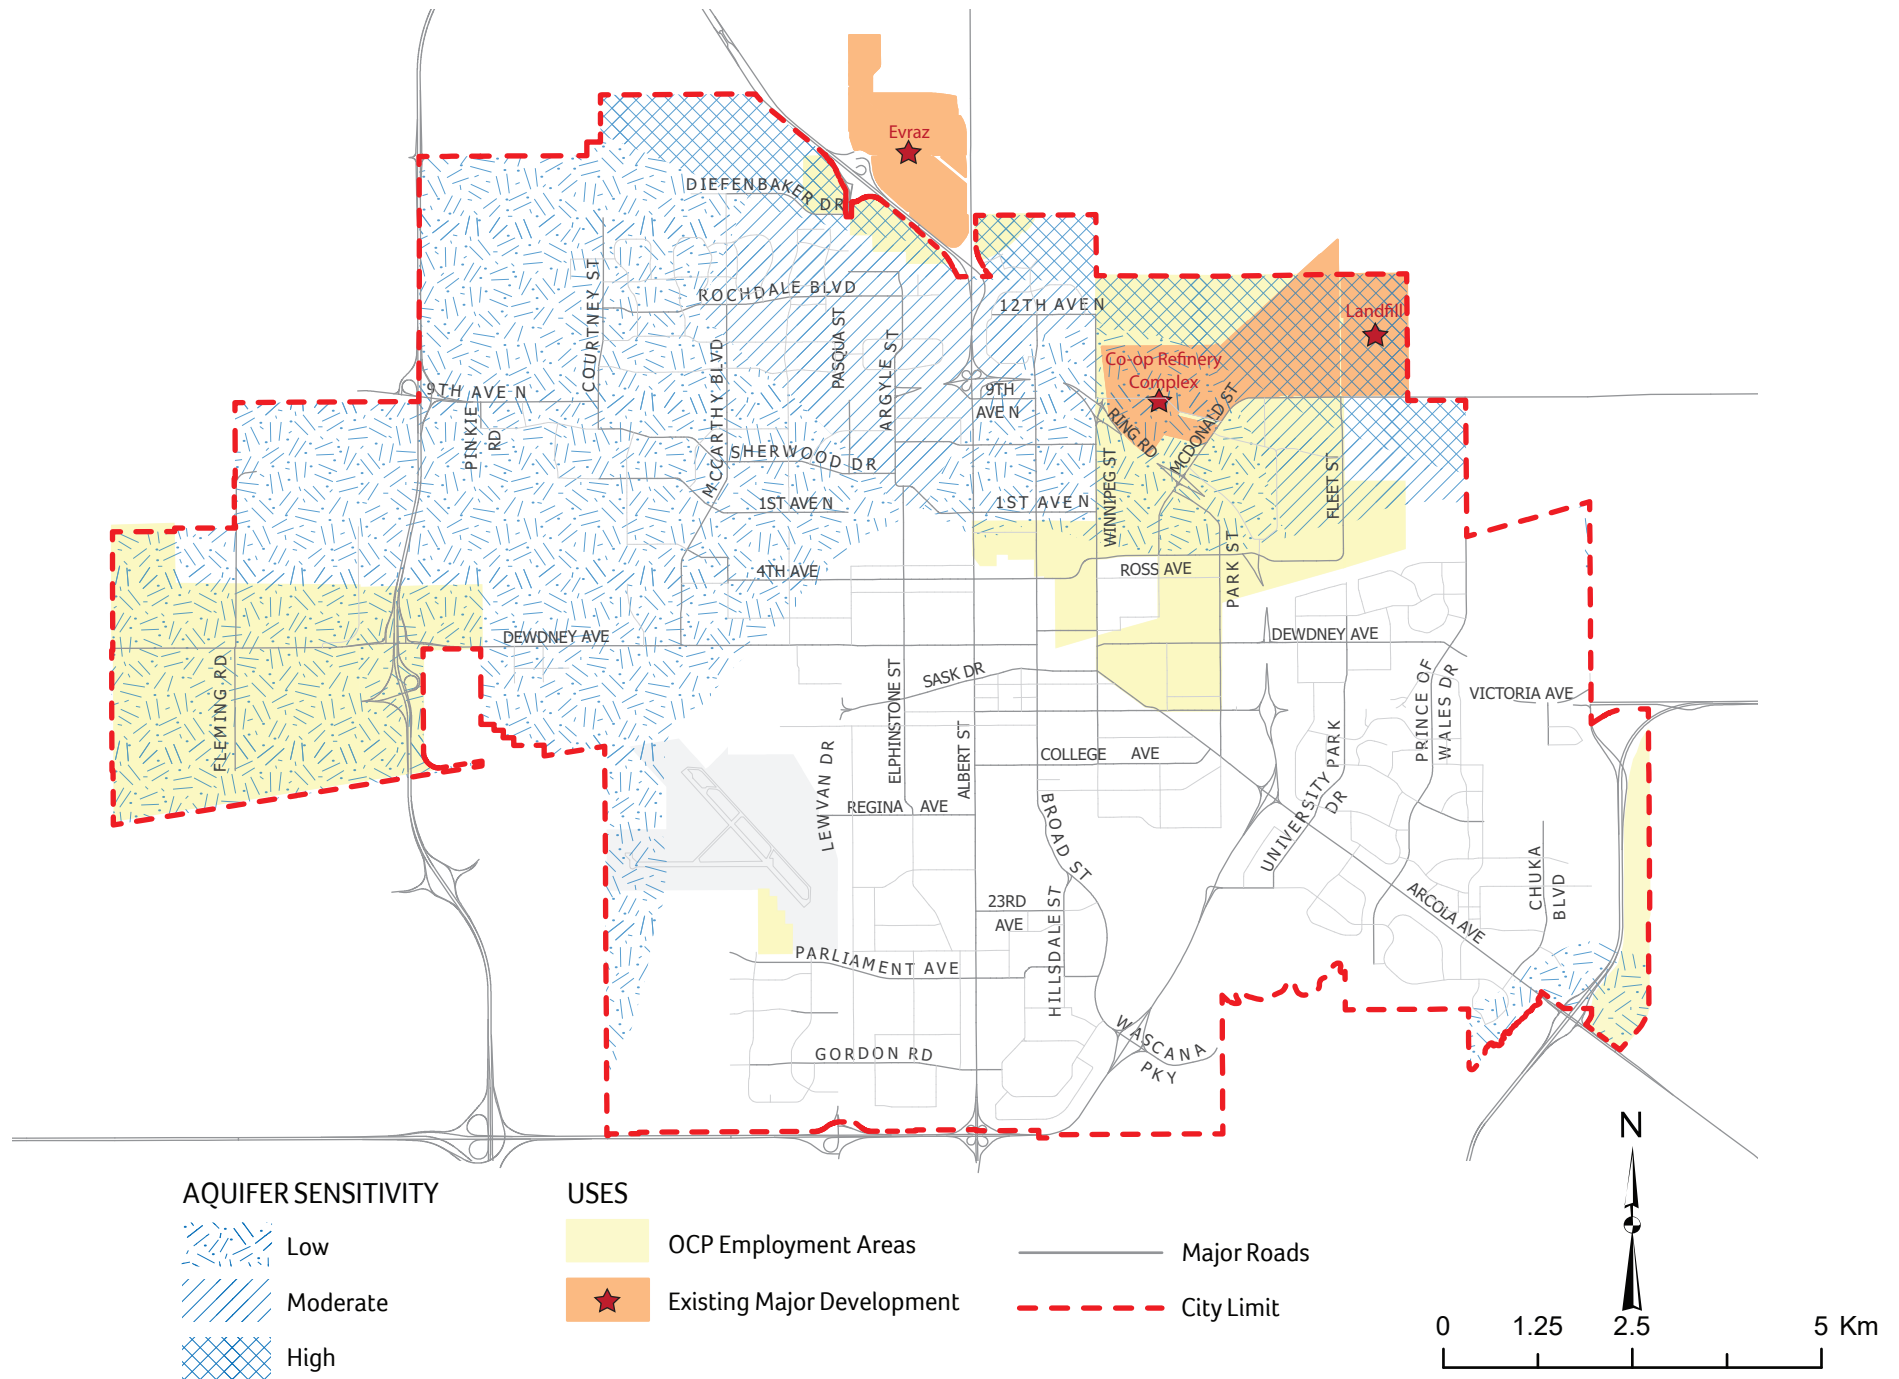 Evraz
DIEFENBAKER DR
Landfill
ROCHDALE BLVD
12TH AVE N
COURTNEY ST
PASQUA ST
ARGYLE ST
MCCARTHY BLVD
Co-op Refinery
Complex
9TH AVE N
9TH
AVE N
PINKIE
RD
RING RD
MCDONALD ST
SHERWOOD DR
WINNIPEG ST
FLEET ST
1ST AVE N
1ST AVE N
4TH AVE
ROSS AVE
PARK ST
DEWDNEY AVE
DEWDNEY AVE
FLEMING RD
ELPHINSTONE ST
SASK DR
PRINCE OF
WALES DR
VICTORIA AVE
LEWVAN DR
ALBERT ST
COLLEGE AVE
UNIVERSITY PARK
DR
REGINA AVE
BROAD ST
CHUKA
BLVD
ARCOLA AVE
23RD
AVE
HILLSDALE ST
PARLIAMENT AVE
WASCANA
PKY
GORDON RD
N
AQUIFER SENSITIVITY
Low
Moderate
High
USES
OCP Employment Areas
Existing Major Development
Major Roads
City Limit
0 1.25 2.5 5 Km